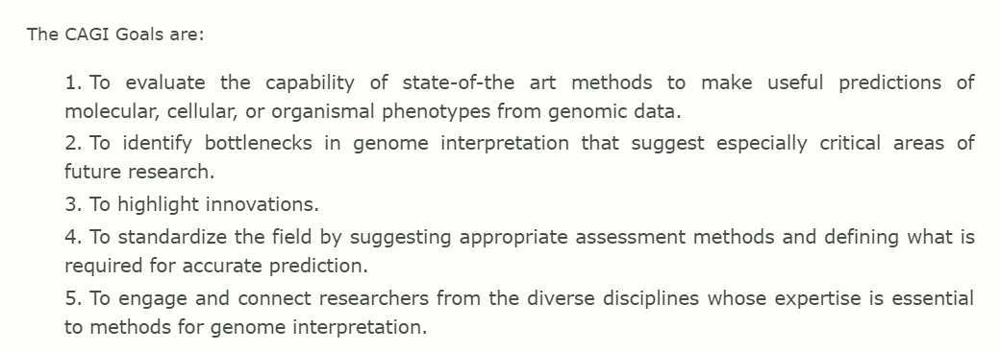 The CAGI Goals are:
1. To evaluate the capability of state-of-the art methods to make useful predictions of
molecular, cellular, or organismal phenotypes from genomic data.
2. To identify bottlenecks in genome interpretation that suggest especially critical areas of
future research.
3. To highlight innovations.
4. To standardize the field by suggesting appropriate assessment methods and defining what is
required for accurate prediction.
5. To engage and connect researchers from the diverse disciplines whose expertise is essential
to methods for genome interpretation.